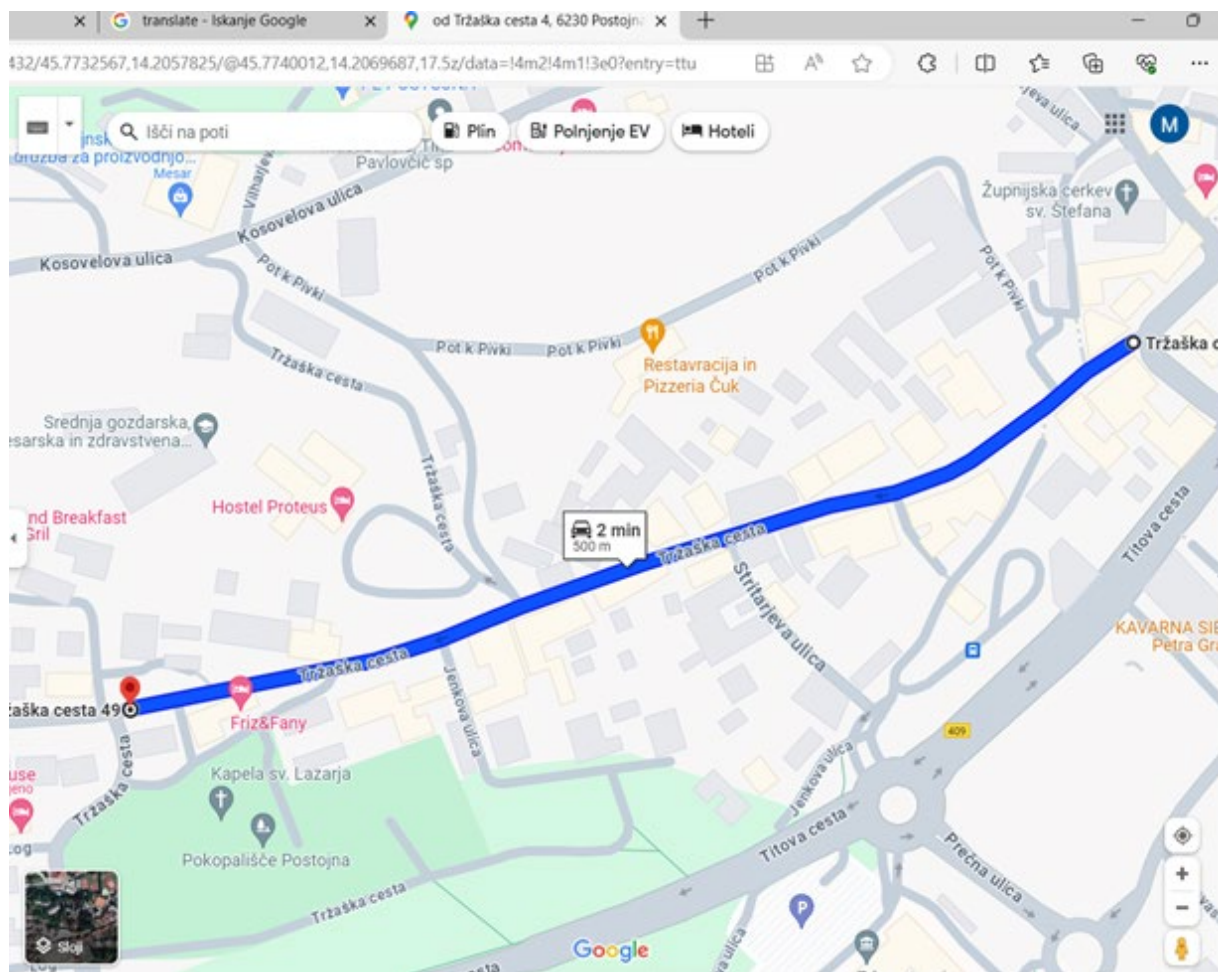 translate - Iskanje Google
od Tržaška cesta 4, 6230 Postojn
432/45.7732567,14.2057825/@45.7740012,14.2069687,17.5z/data=!4m2!4m1!3e0?entry=ttu
Išči na poti
Plin
Polnjenje EV
Hoteli
M
družba za proizvodnjo...
Mesar
Pavlovčič sp
Kosovelova ulica
Kosovelova ulica
Župnijska cerkev
sv. Štefana
Pot k Pivki
Pot k Pivki
Pot k Pivki
Pot k Pivki
Pot k Pivki
Restavracija in
Pizzeria Čuk
Tržaška c
Tržaška cesta
Srednja gozdarska,
esarska in zdravstvena...
Hostel Proteus
nd Breakfast
Gril
Tržaška cesta
2 min
500 m
Tržaška cesta
Titova cesta
Stritarjeva ulica
KAVARNA SIE
Petra Gra
Tržaška cesta
žaška cesta 49
Friz&Fany
Jenkova ulica
409
Tržaška cesta
Kapela sv. Lazarja
Pokopališče Postojna
use
Jenkova ulica
Titova cesta
Prečna ulica
Tržaška cesta
P
Sloji
Google